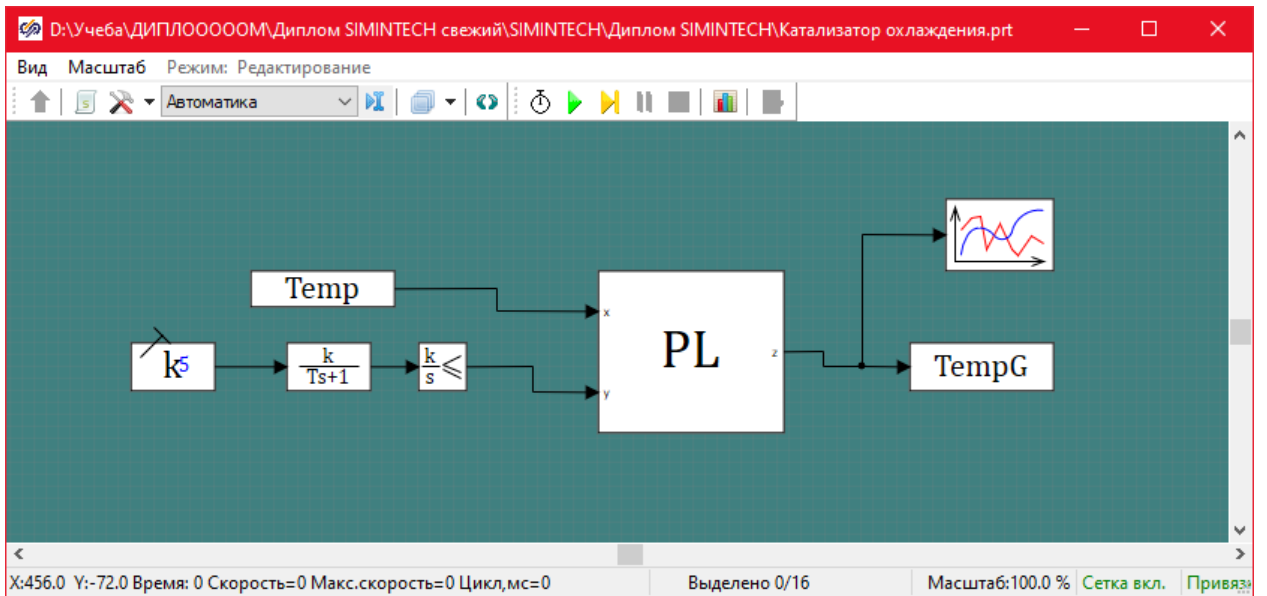 D:\Учеба\ДИПЛОООООМ\Диплом SIMINTECH свежий\SIMINTECH\Диплом SIMINTECH\Катализатор охлаждения.prt
Вид Масштаб Режим: Редактирование
Автоматика
Temp
x
k5
k
Ts+1
k
s
≤
y
PL
z
TempG
X:456.0 Y:-72.0 Время: 0 Скорость=0 Макс.скорость=0 Цикл,мс=0 Выделено 0/16 Масштаб:100.0 % Сетка вкл. Привяз